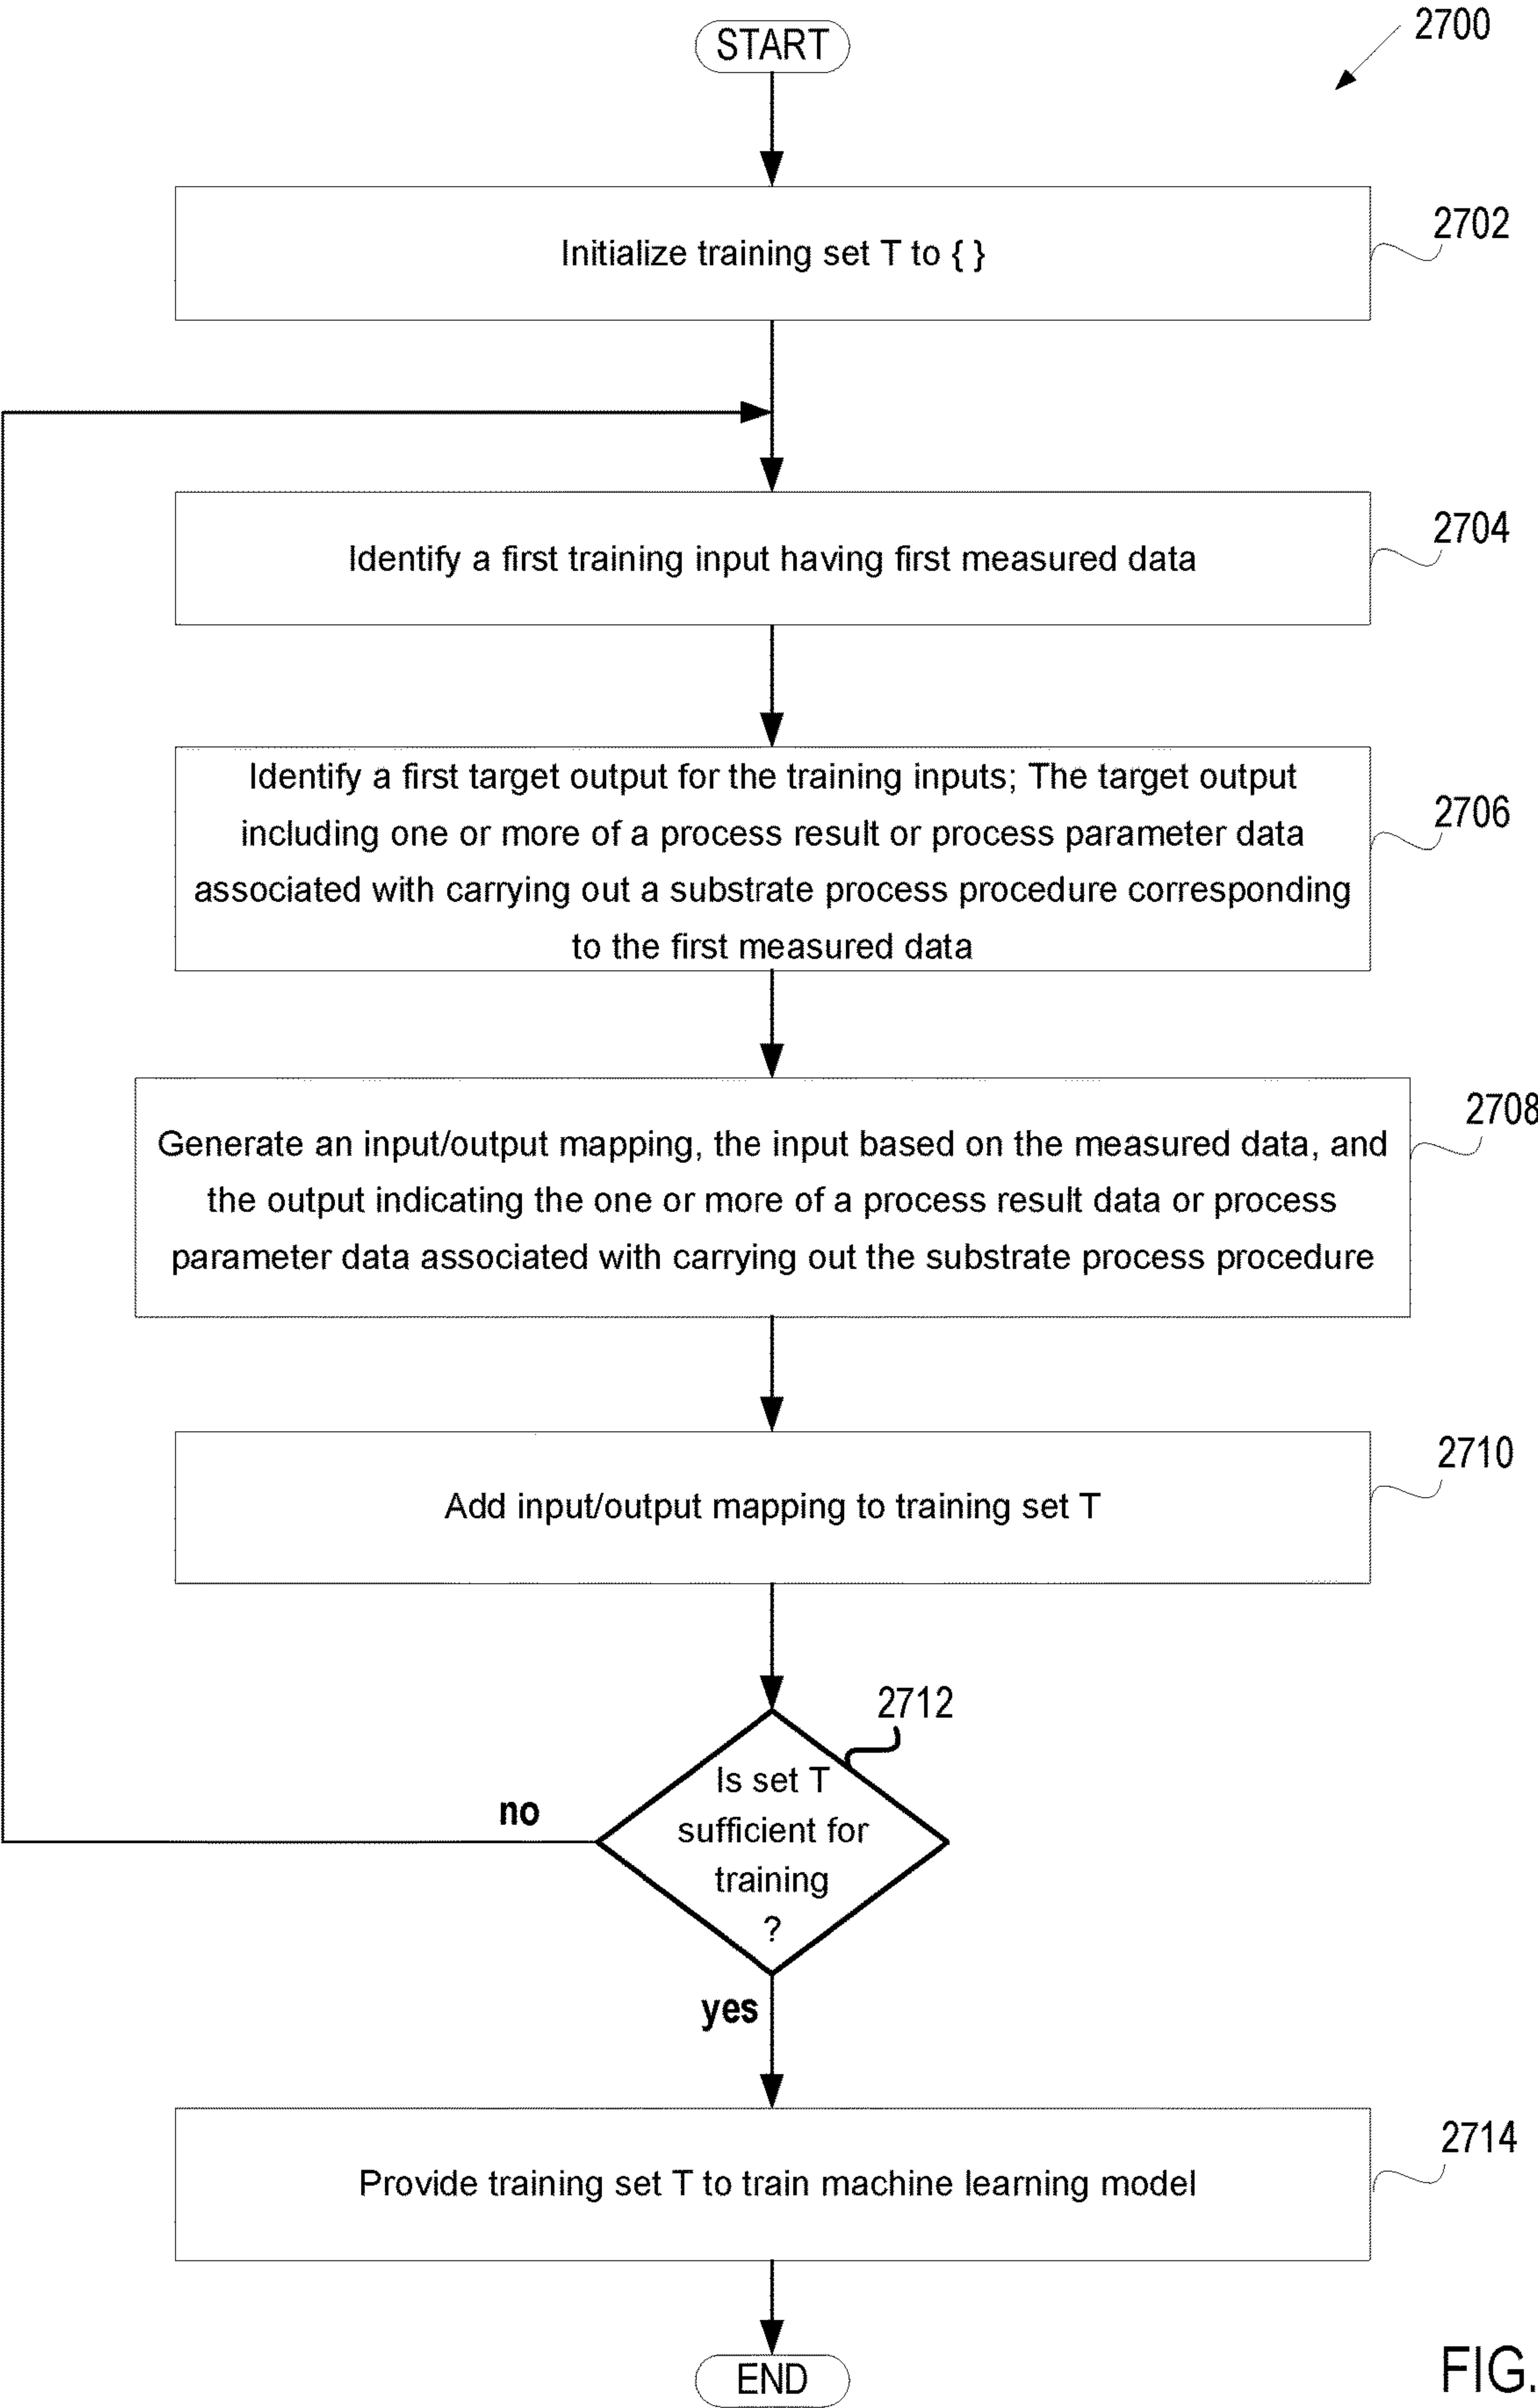 START
2700
Initialize training set T to { }
2702
Identify a first training input having first measured data
2704
Identify a first target output for the training inputs; The target output
including one or more of a process result or process parameter data
associated with carrying out a substrate process procedure corresponding
to the first measured data
2706
Generate an input/output mapping, the input based on the measured data, and
the output indicating the one or more of a process result data or process
parameter data associated with carrying out the substrate process procedure
2708
Add input/output mapping to training set T
2710
2712
Is set T
sufficient for
training
?
no
yes
Provide training set T to train machine learning model
2714
END
FIG.